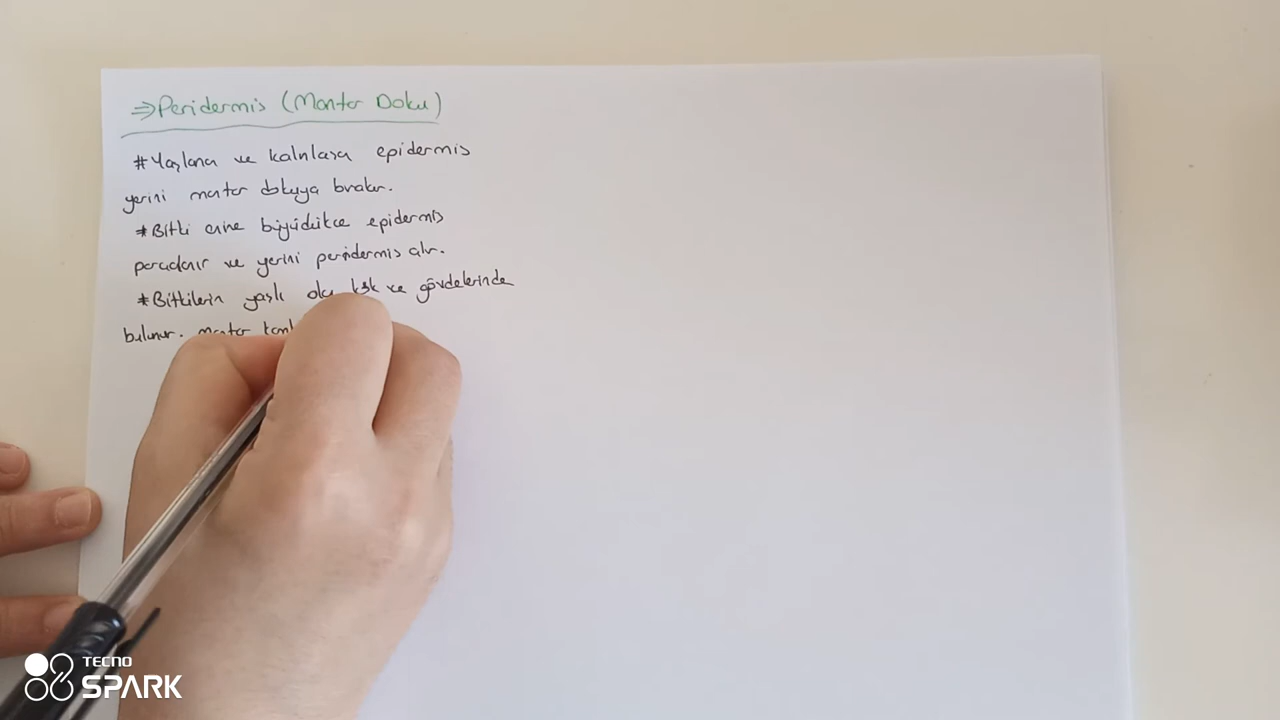 ⇒Peridermis (Mantar Doku)
#Yaşlanan ve kalınlaşan epidermis
yerini mantar dokuya bırakır.
*Bitki enine büyüdükçe epidermis
parçalanır ve yerini peridermis alır.
*Bitkilerin yaşlı olan kök ve gövdelerinde
bulunur. mantar
TECNO
SPARK